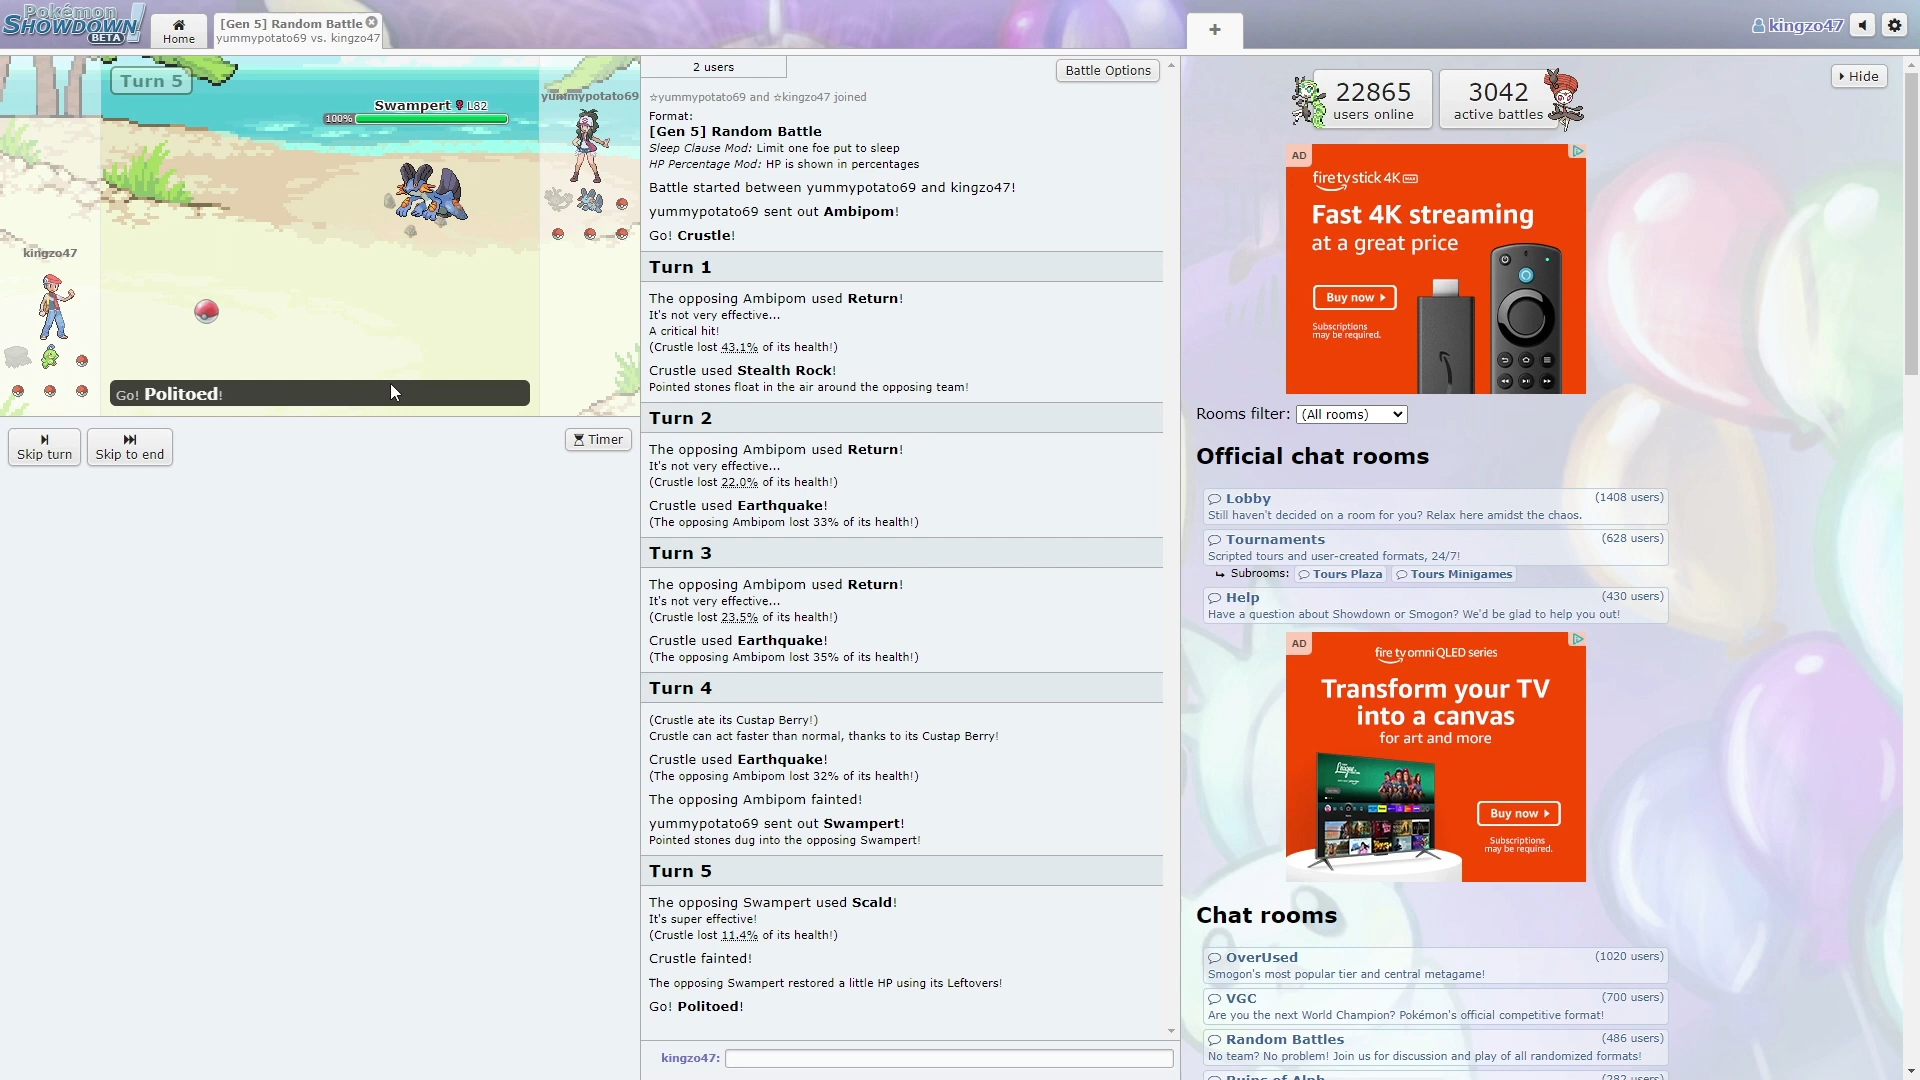 Pokémon
SHOWDOWN!
BETA
Home
[Gen 5] Random Battle
yummypotato69 vs. kingzo47
kingzo47
Turn 5
Swampert L82
100%
yummypotato69
kingzo47
Go! Politoed!
Skip turn
Skip to end
Timer
2 users
Battle Options
☆yummypotato69 and ☆kingzo47 joined
Format:
[Gen 5] Random Battle
Sleep Clause Mod: Limit one foe put to sleep
HP Percentage Mod: HP is shown in percentages
Battle started between yummypotato69 and kingzo47!
yummypotato69 sent out Ambipom!
Go! Crustle!
Turn 1
The opposing Ambipom used Return!
It's not very effective...
A critical hit!
(Crustle lost 43.1% of its health!)
Crustle used Stealth Rock!
Pointed stones float in the air around the opposing team!
Turn 2
The opposing Ambipom used Return!
It's not very effective...
(Crustle lost 22.0% of its health!)
Crustle used Earthquake!
(The opposing Ambipom lost 33% of its health!)
Turn 3
The opposing Ambipom used Return!
It's not very effective...
(Crustle lost 23.5% of its health!)
Crustle used Earthquake!
(The opposing Ambipom lost 35% of its health!)
Turn 4
(Crustle ate its Custap Berry!)
Crustle can act faster than normal, thanks to its Custap Berry!
Crustle used Earthquake!
(The opposing Ambipom lost 32% of its health!)
The opposing Ambipom fainted!
yummypotato69 sent out Swampert!
Pointed stones dug into the opposing Swampert!
Turn 5
The opposing Swampert used Scald!
It's super effective!
(Crustle lost 11.4% of its health!)
Crustle fainted!
The opposing Swampert restored a little HP using its Leftovers!
Go! Politoed!
kingzo47:
22865
users online
3042
active battles
Hide
AD
fire tv stick 4K MAX
Fast 4K streaming
at a great price
Buy now
Subscriptions
may be required.
Rooms filter: (All rooms)
Official chat rooms
Lobby (1408 users)
Still haven't decided on a room for you? Relax here amidst the chaos.
Tournaments (628 users)
Scripted tours and user-created formats, 24/7!
Subrooms: Tours Plaza Tours Minigames
Help (430 users)
Have a question about Showdown or Smogon? We'd be glad to help you out!
AD
fire tv omni QLED series
Transform your TV
into a canvas
for art and more
Buy now
Subscriptions
may be required.
Chat rooms
OverUsed (1020 users)
Smogon's most popular tier and central metagame!
VGC (700 users)
Are you the next World Champion? Pokémon's official competitive format!
Random Battles (486 users)
No team? No problem! Join us for discussion and play of all randomized formats!
Ruins of Alph (282 users)